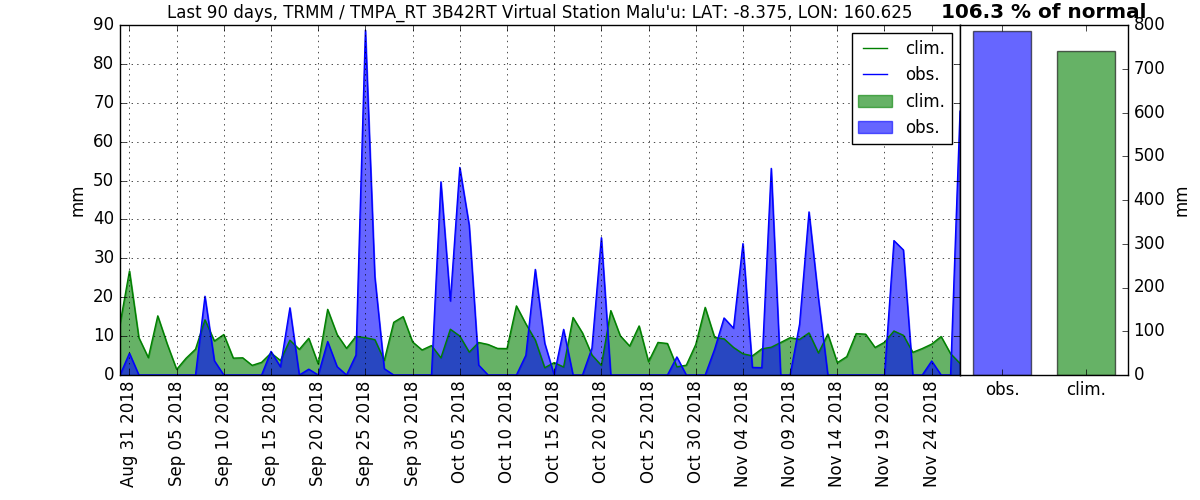 Last 90 days, TRMM / TMPA_RT 3B42RT Virtual Station Malu'u: LAT: -8.375, LON: 160.625
106.3 % of normal
90
80
70
60
50
40
30
20
10
0
mm
clim.
obs.
clim.
obs.
800
700
600
500
400
300
200
100
0
mm
obs.
clim.
Aug 31 2018
Sep 05 2018
Sep 10 2018
Sep 15 2018
Sep 20 2018
Sep 25 2018
Sep 30 2018
Oct 05 2018
Oct 10 2018
Oct 15 2018
Oct 20 2018
Oct 25 2018
Oct 30 2018
Nov 04 2018
Nov 09 2018
Nov 14 2018
Nov 19 2018
Nov 24 2018